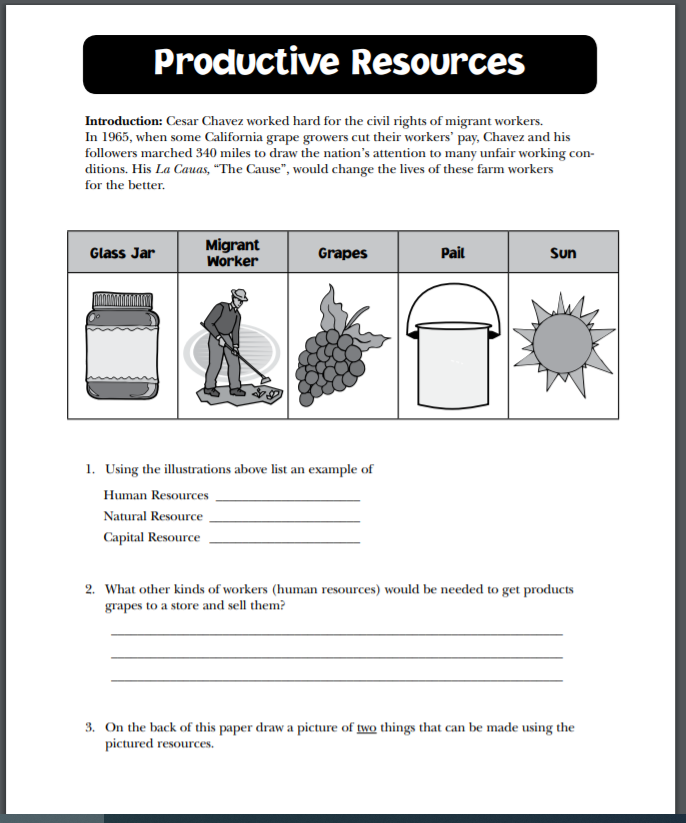 Productive Resources
Introduction: Cesar Chavez worked hard for the civil rights of migrant workers.
In 1965, when some California grape growers cut their workers’ pay, Chavez and his
followers marched 340 miles to draw the nation’s attention to many unfair working con-
ditions. His La Cauas, “The Cause”, would change the lives of these farm workers
for the better.
Glass Jar
Migrant
Worker
Grapes
Pail
Sun
1. Using the illustrations above list an example of
Human Resources
Natural Resource
Capital Resource
2. What other kinds of workers (human resources) would be needed to get products
grapes to a store and sell them?
3. On the back of this paper draw a picture of two things that can be made using the
pictured resources.